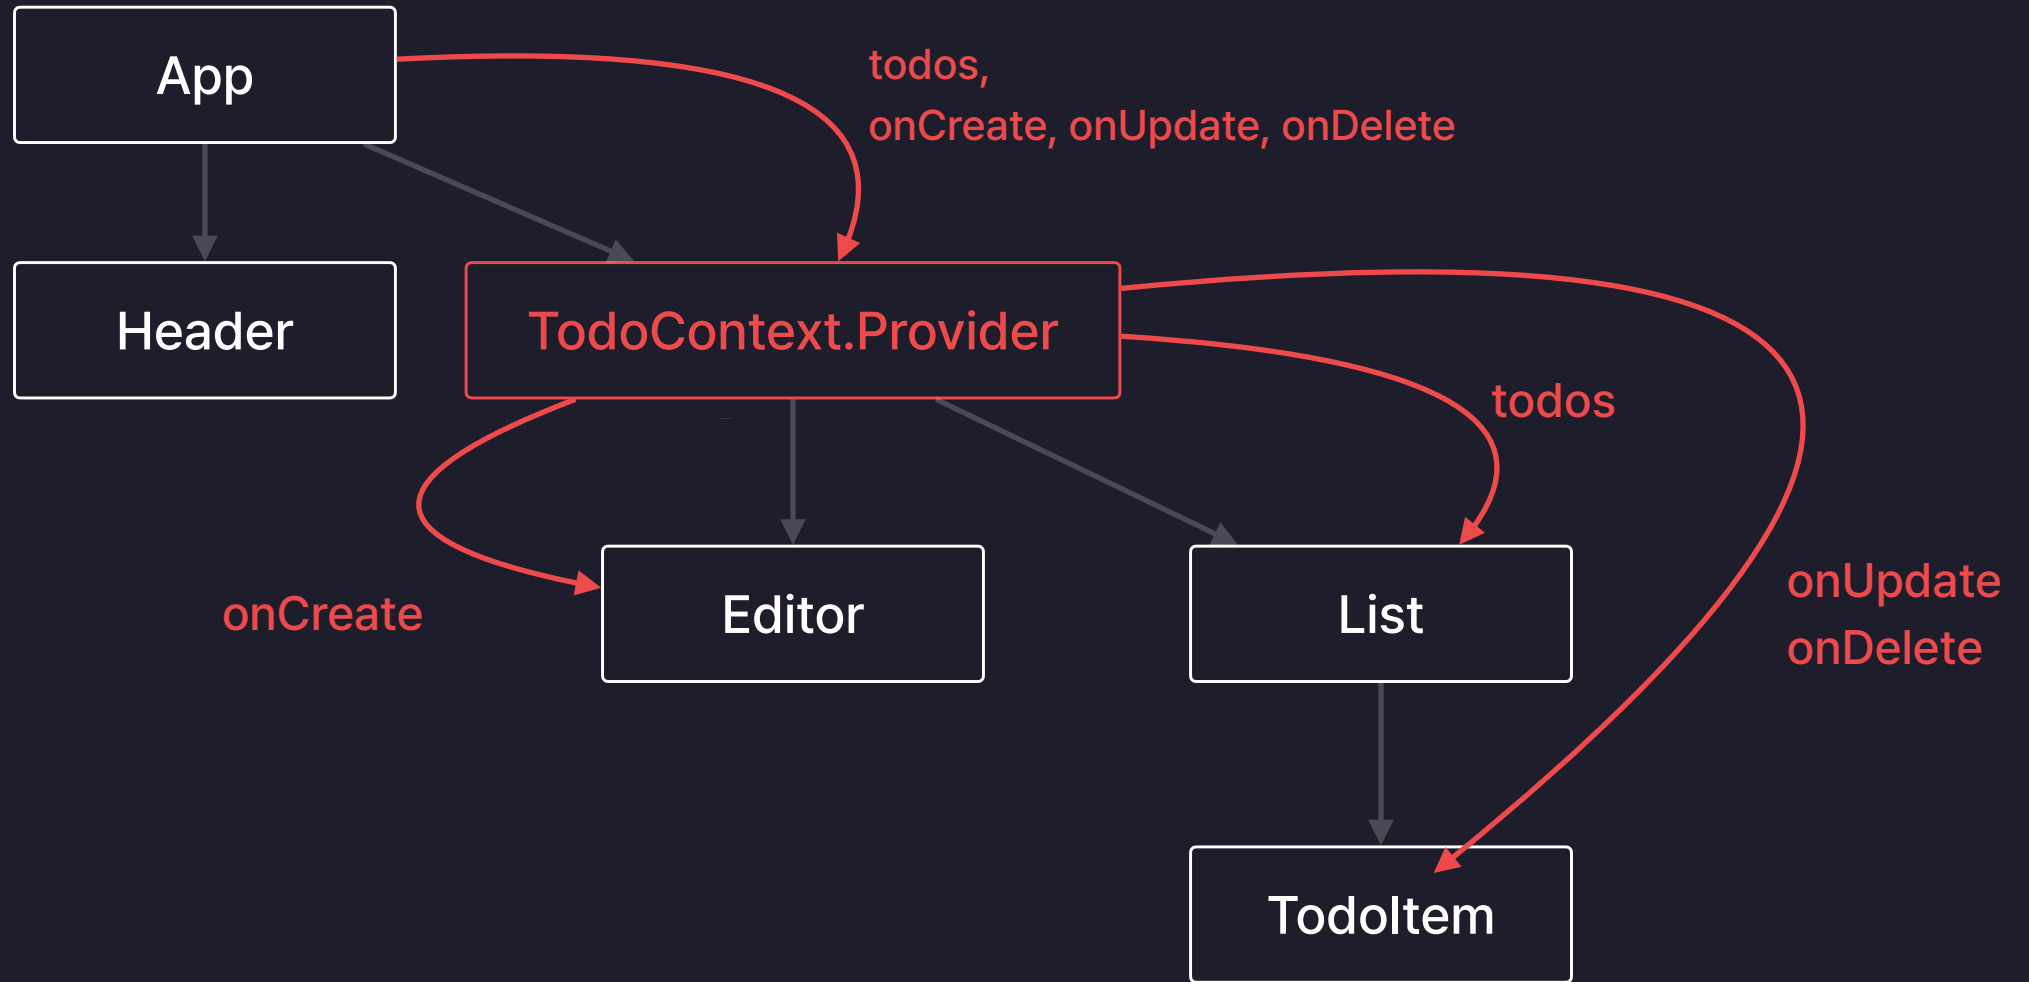 App
todos,
onCreate, onUpdate, onDelete
Header
TodoContext.Provider
todos
onCreate
Editor
List
onUpdate
onDelete
TodoItem